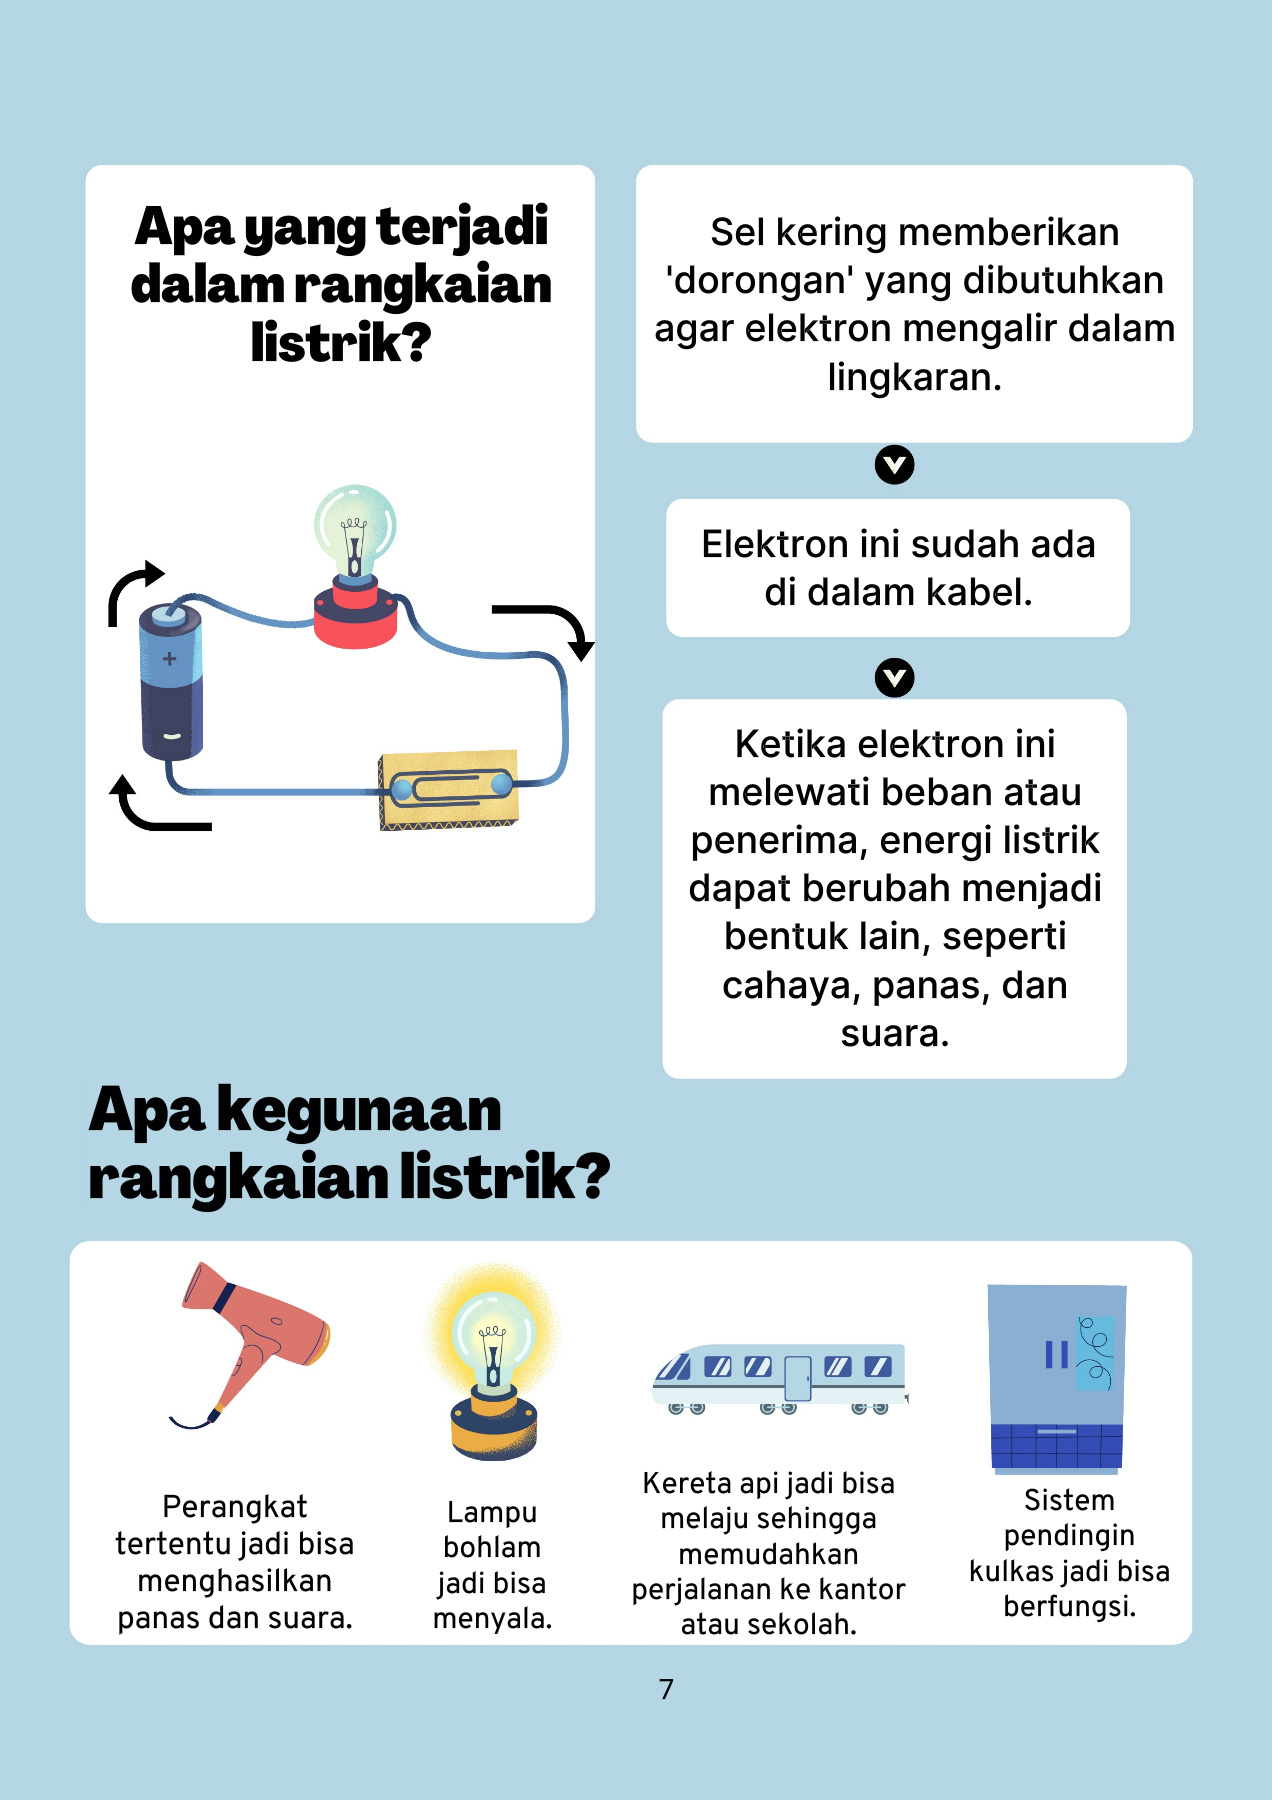 Apa yang terjadi
dalam rangkaian
listrik?
+
-
Sel kering memberikan
'dorongan' yang dibutuhkan
agar elektron mengalir dalam
lingkaran.
Elektron ini sudah ada
di dalam kabel.
Ketika elektron ini
melewati beban atau
penerima, energi listrik
dapat berubah menjadi
bentuk lain, seperti
cahaya, panas, dan
suara.
Apa kegunaan
rangkaian listrik?
Perangkat
tertentu jadi bisa
menghasilkan
panas dan suara.
Lampu
bohlam
jadi bisa
menyala.
Kereta api jadi bisa
melaju sehingga
memudahkan
perjalanan ke kantor
atau sekolah.
Sistem
pendingin
kulkas jadi bisa
berfungsi.
7